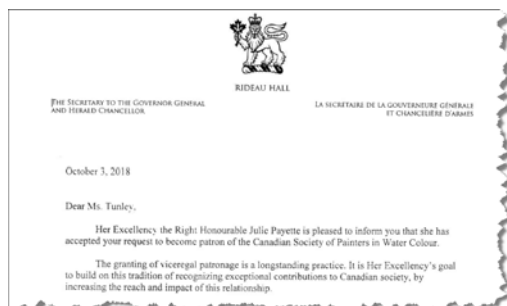 RIDEAU HALL
THE SECRETARY TO THE GOVERNOR GENERAL
AND HERALD CHANCELLOR
LA SECRÉTAIRE DE LA GOUVERNEURE GÉNÉRALE
ET CHANCELIÈRE D'ARMES
October 3, 2018
Dear Ms. Tunley,
Her Excellency the Right Honourable Julie Payette is pleased to inform you that she has
accepted your request to become patron of the Canadian Society of Painters in Water Colour.
The granting of viceregal patronage is a longstanding practice. It is Her Excellency's goal
to build on this tradition of recognizing exceptional contributions to Canadian society, by
increasing the reach and impact of this relationship.